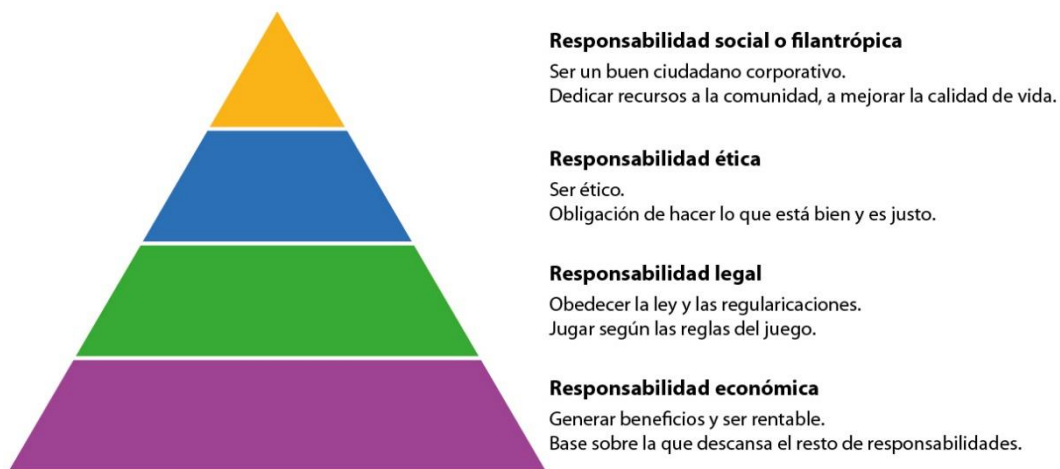 Responsabilidad social o filantrópica
Ser un buen ciudadano corporativo.
Dedicar recursos a la comunidad, a mejorar la calidad de vida.
Responsabilidad ética
Ser ético.
Obligación de hacer lo que está bien y es justo.
Responsabilidad legal
Obedecer la ley y las regularicaciones.
Jugar según las reglas del juego.
Responsabilidad económica
Generar beneficios y ser rentable.
Base sobre la que descansa el resto de responsabilidades.